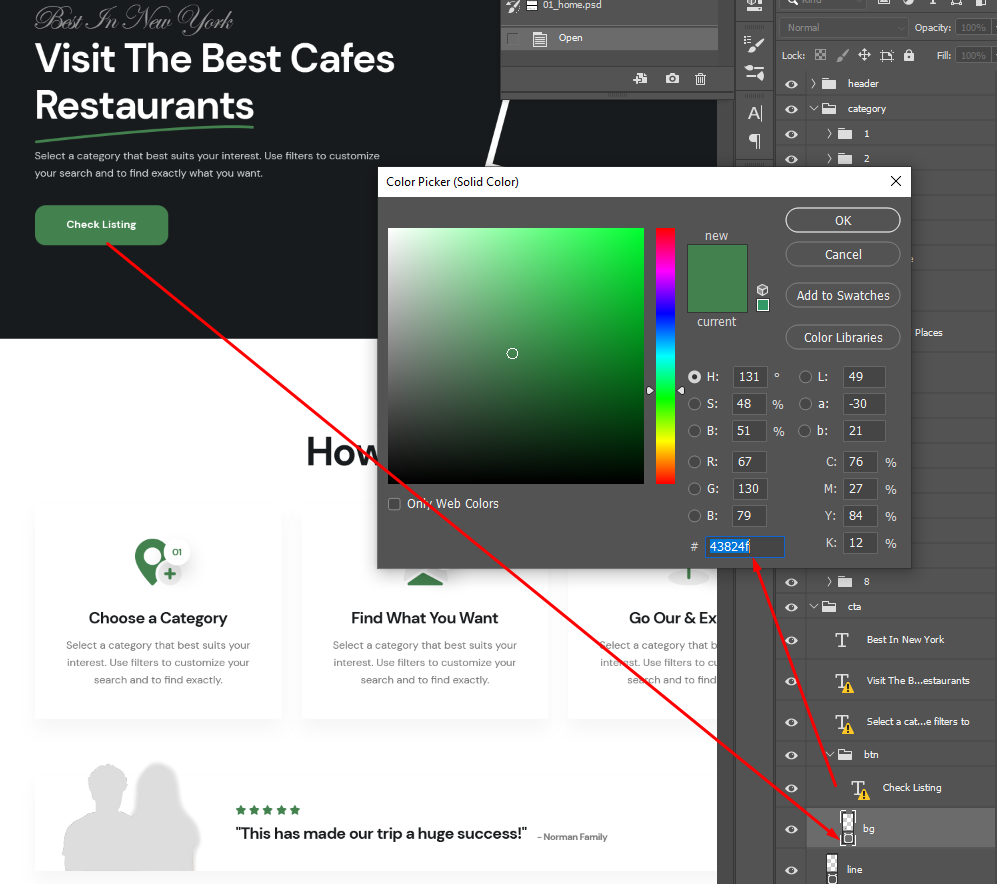 Best In New York
Visit The Best Cafes
Restaurants
Select a category that best suits your interest. Use filters to customize
your search and to find exactly what you want.
Check Listing
01_home.psd
Open
Kind
Normal
Opacity: 100%
Lock:
Fill: 100%
header
category
1
2
Places
Color Picker (Solid Color)
new
current
OK
Cancel
Add to Swatches
Color Libraries
H: 131 °
S: 48 %
B: 51 %
R: 67
G: 130
B: 79
# 43824f
L: 49
a: -30
b: 21
C: 76 %
M: 27 %
Y: 84 %
K: 12 %
Only Web Colors
How
01
Choose a Category
Select a category that best suits your
interest. Use filters to customize your
search and to find exactly.
Find What You Want
Select a category that best suits your
interest. Use filters to customize your
search and to find exactly.
Go Our & Ex
Select a category that b
interest. Use filters to cu
search and to find
"This has made our trip a huge success!"
- Norman Family
8
cta
Best In New York
Visit The B...estaurants
Select a cat...e filters to
btn
Check Listing
bg
line